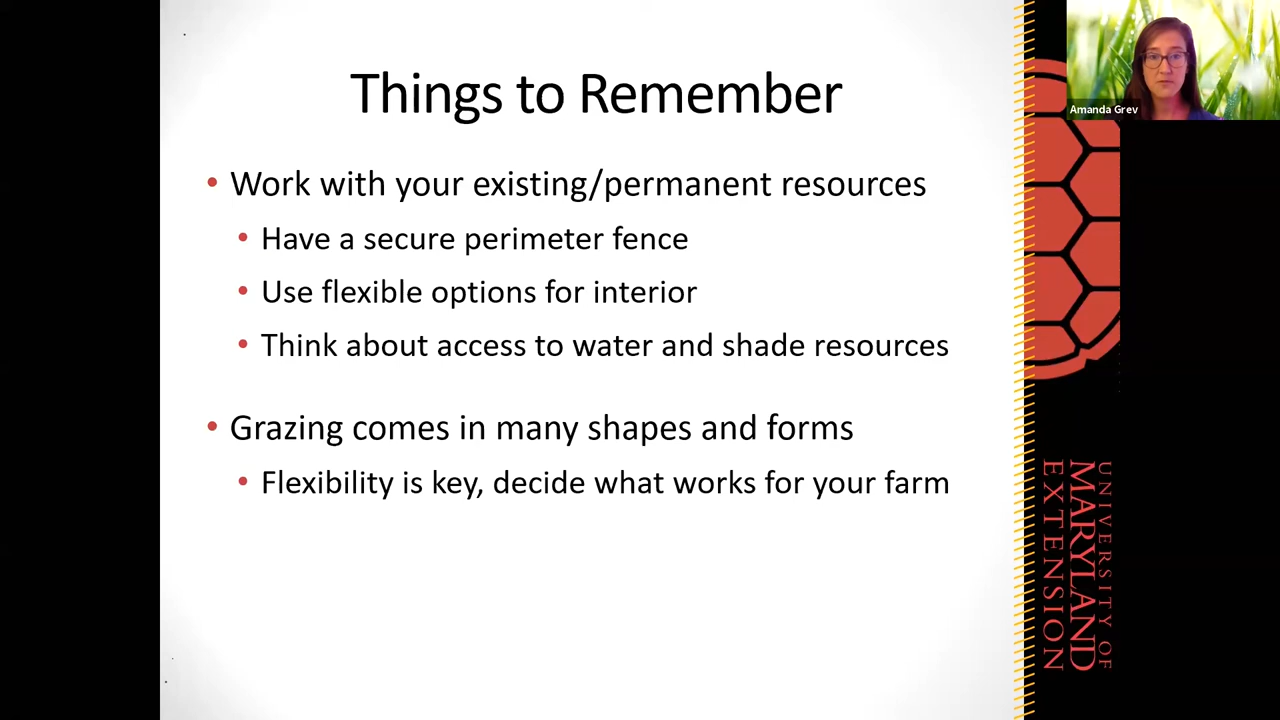 Things to Remember
• Work with your existing/permanent resources
• Have a secure perimeter fence
• Use flexible options for interior
• Think about access to water and shade resources
• Grazing comes in many shapes and forms
• Flexibility is key, decide what works for your farm
Amanda Grev
UNIVERSITY OF
MARYLAND
EXTENSION